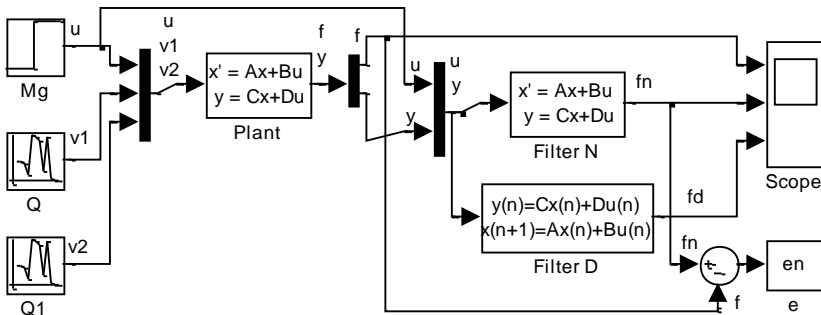 u
Mg
v1
Q
v2
Q1
u
v1
v2
x' = Ax+Bu
y = Cx+Du
Plant
f
y
f
y
u
u
y
x' = Ax+Bu
y = Cx+Du
Filter N
fn
y(n)=Cx(n)+Du(n)
x(n+1)=Ax(n)+Bu(n)
Filter D
fd
Scope
fn
f
en
e